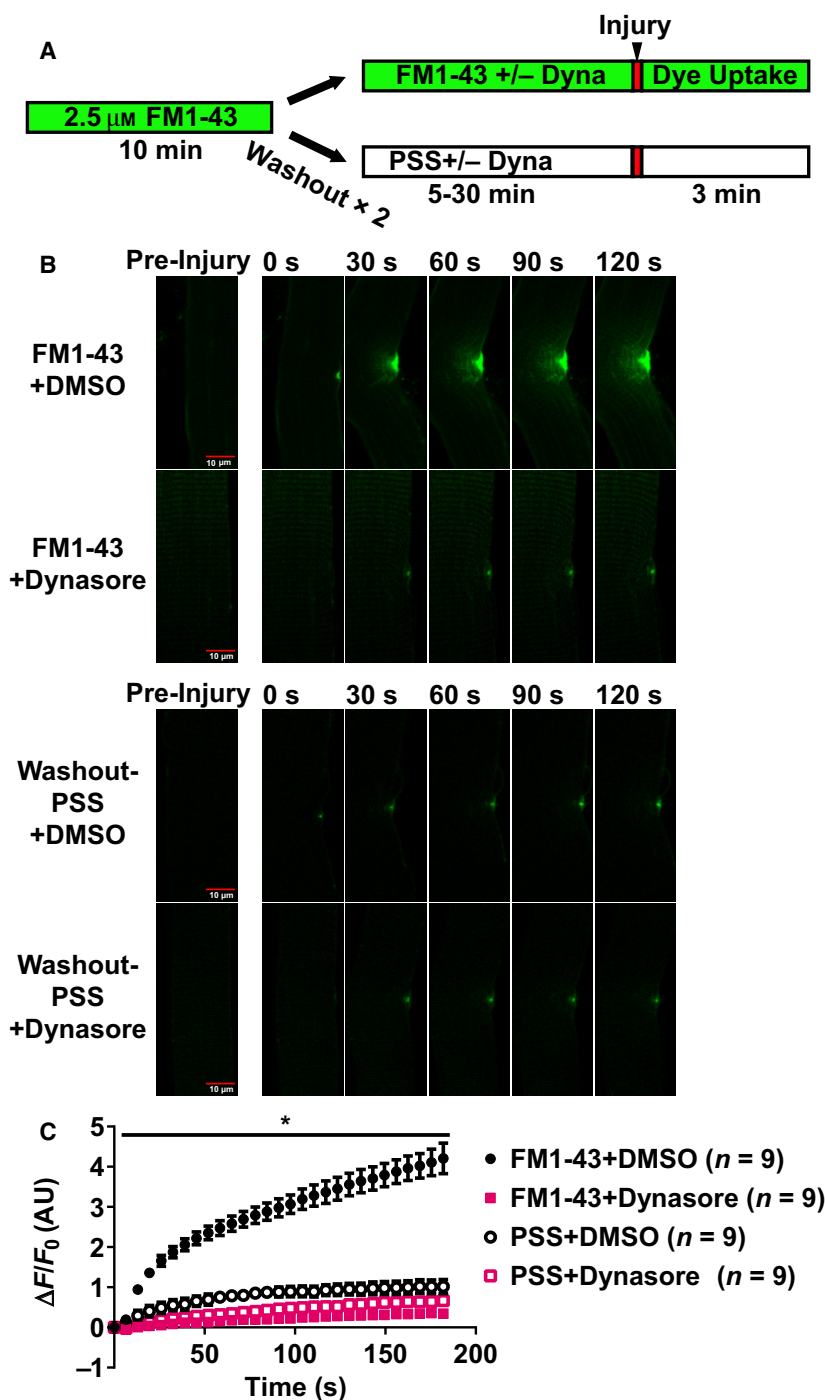 A
Injury
FM1-43 +/– Dyna
Dye Uptake
2.5 µM FM1-43
10 min
Washout × 2
PSS+/– Dyna
5-30 min
3 min
B
Pre-Injury 0 s 30 s 60 s 90 s 120 s
FM1-43
+DMSO
10 µm
FM1-43
+Dynasore
10 µm
Pre-Injury 0 s 30 s 60 s 90 s 120 s
Washout-
PSS
+DMSO
10 µm
Washout-
PSS
+Dynasore
10 µm
C
*
5
4
3
2
1
0
–1
ΔF/F0 (AU)
50 100 150 200
Time (s)
FM1-43+DMSO (n = 9)
FM1-43+Dynasore (n = 9)
PSS+DMSO (n = 9)
PSS+Dynasore (n = 9)